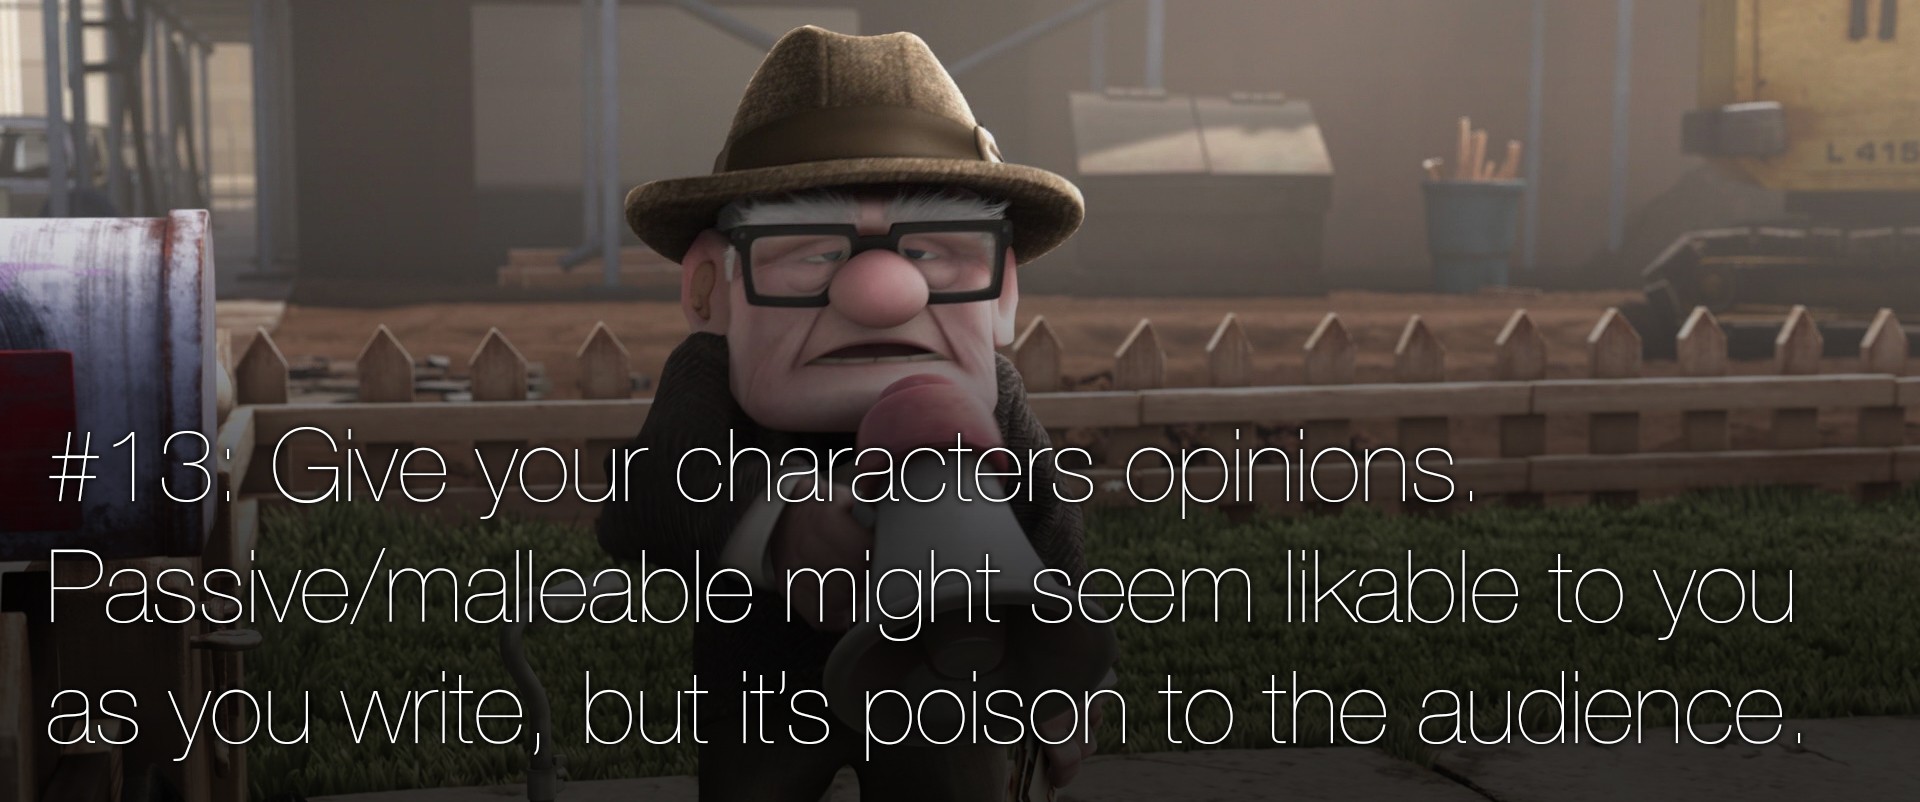 L 415
#13: Give your characters opinions.
Passive/malleable might seem likable to you
as you write, but it's poison to the audience.